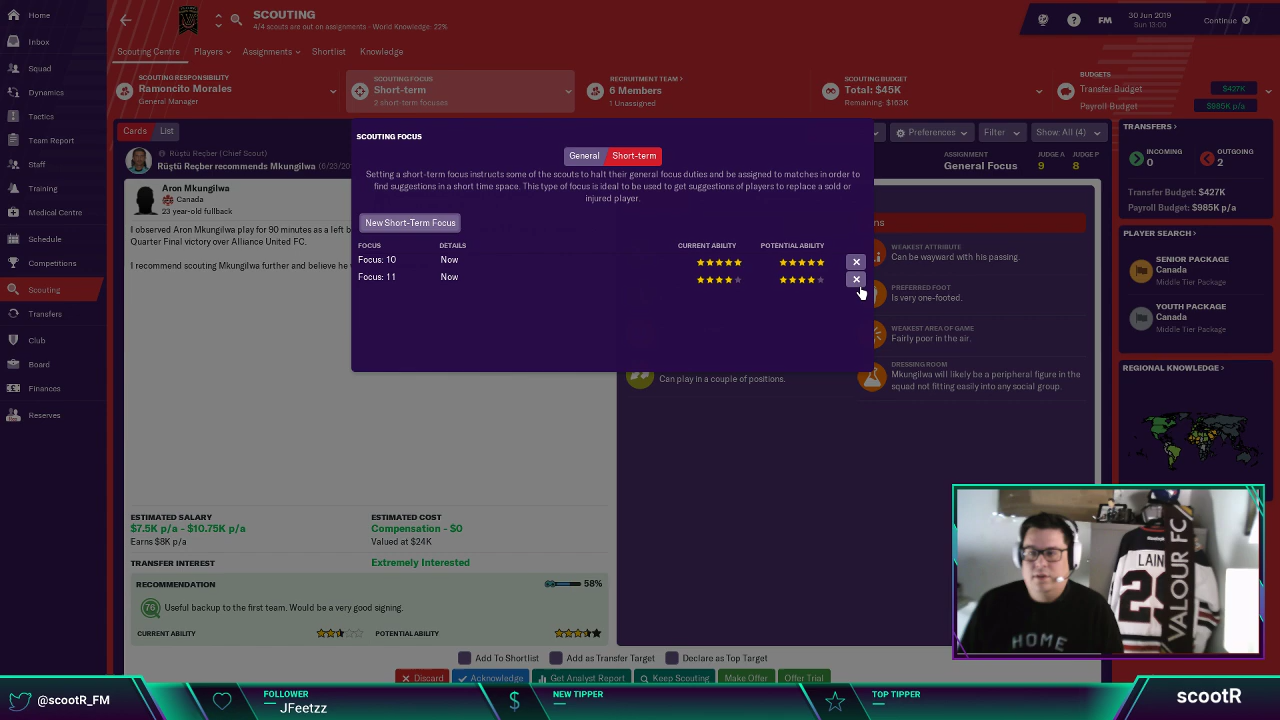 Home
Inbox
Squad
Dynamics
Tactics
Team Report
Staff
Training
Medical Centre
Schedule
Competitions
Scouting
Transfers
Club
Board
Finances
Reserves
SCOUTING
4/4 scouts are out on assignments - World Knowledge: 22%
FM
30 Jun 2019
Sun 13:00
Continue
Scouting Centre
Players
Assignments
Shortlist
Knowledge
SCOUTING RESPONSIBILITY
Ramoncito Morales
General Manager
SCOUTING FOCUS
Short-term
2 short-term focuses
RECRUITMENT TEAM >
6 Members
1 Unassigned
SCOUTING BUDGET
Total: $45K
Remaining: $163K
BUDGETS
Transfer Budget
$427K
Payroll Budget
$985K p/a
Cards
List
Preferences
Filter
Show: All (4)
Rüştü Reçber (Chief Scout)
Rüştü Reçber recommends Mkungilwa
ASSIGNMENT
General Focus
JUDGE A
9
JUDGE P
8
Aron Mkungilwa
Canada
23 year-old fullback
I observed Aron Mkungilwa play for 90 minutes as a left b
Quarter Final victory over Alliance United FC.
I recommend scouting Mkungilwa further and believe he
SCOUTING FOCUS
General
Short-term
Setting a short-term focus instructs some of the scouts to halt their general focus duties and be assigned to matches in order to
find suggestions in a short time space. This type of focus is ideal to be used to get suggestions of players to replace a sold or
injured player.
New Short-Term Focus
FOCUS
DETAILS
CURRENT ABILITY
POTENTIAL ABILITY
Focus: 10
Now
Focus: 11
Now
ns
WEAKEST ATTRIBUTE
Can be wayward with his passing.
PREFERRED FOOT
Is very one-footed.
WEAKEST AREA OF GAME
Fairly poor in the air.
Can play in a couple of positions.
DRESSING ROOM
Mkungilwa will likely be a peripheral figure in the
squad not fitting easily into any social group.
ESTIMATED SALARY
$7.5K p/a - $10.75K p/a
Earns $8K p/a
ESTIMATED COST
Compensation - $0
Valued at $24K
TRANSFER INTEREST
Extremely Interested
RECOMMENDATION
58%
76
Useful backup to the first team. Would be a very good signing.
CURRENT ABILITY
POTENTIAL ABILITY
Add To Shortlist
Add as Transfer Target
Declare as Top Target
Discard
Acknowledge
Get Analyst Report
Keep Scouting
Make Offer
Offer Trial
TRANSFERS >
INCOMING
0
OUTGOING
2
Transfer Budget: $427K
Payroll Budget: $985K p/a
PLAYER SEARCH >
SENIOR PACKAGE
Canada
Middle Tier Package
YOUTH PACKAGE
Canada
Middle Tier Package
REGIONAL KNOWLEDGE >
LAIN
2
VALOUR FC
HOME
@scootR_FM
FOLLOWER
JFeetzz
NEW TIPPER
TOP TIPPER
scootR